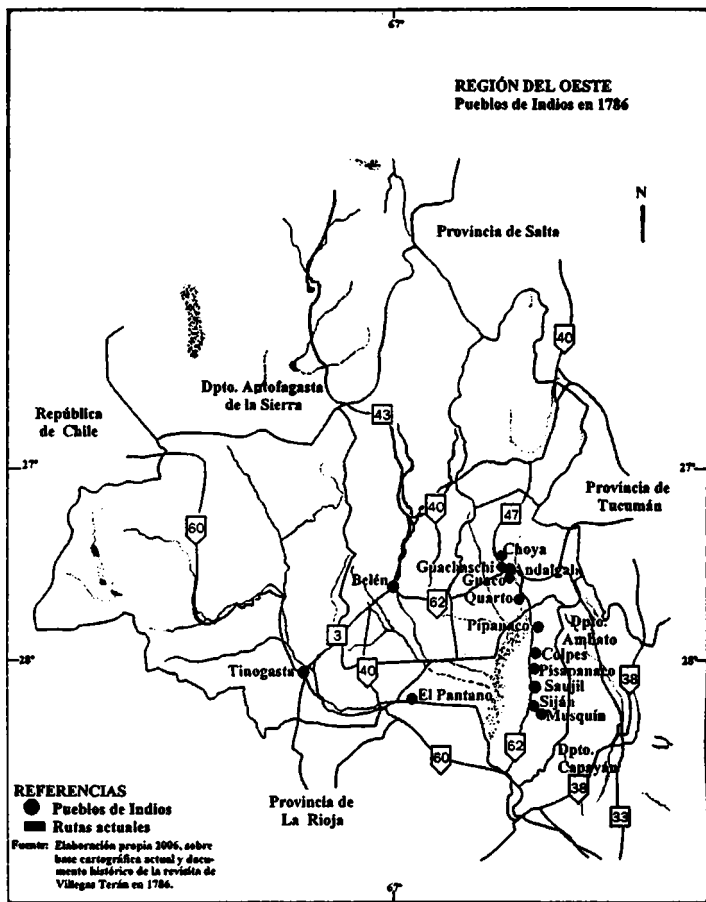 67°
REGIÓN DEL OESTE
Pueblos de Indios en 1786
N
Provincia de Salta
40
Dpto. Antofagasta
de la Sierra
República
de Chile
43
27°
27°
Provincia de
Tucumán
60
40
47
Choya
Guachaschi
Andalgala
Guaco
Belén
62
Quarto
Pipanaco
Dpto.
Ambato
3
28°
28°
Colpes
Tinogasta
40
Pisapanaco
38
Saujil
El Pantano
Siján
Musquín
60
62
Dpto.
Capayán
38
33
REFERENCIAS
Pueblos de Indios
Rutas actuales
Provincia de
La Rioja
Fuente: Elaboración propia 2006, sobre
base cartográfica actual y docu-
mento histórico de la revisita de
Villegas Terán en 1786.
67°